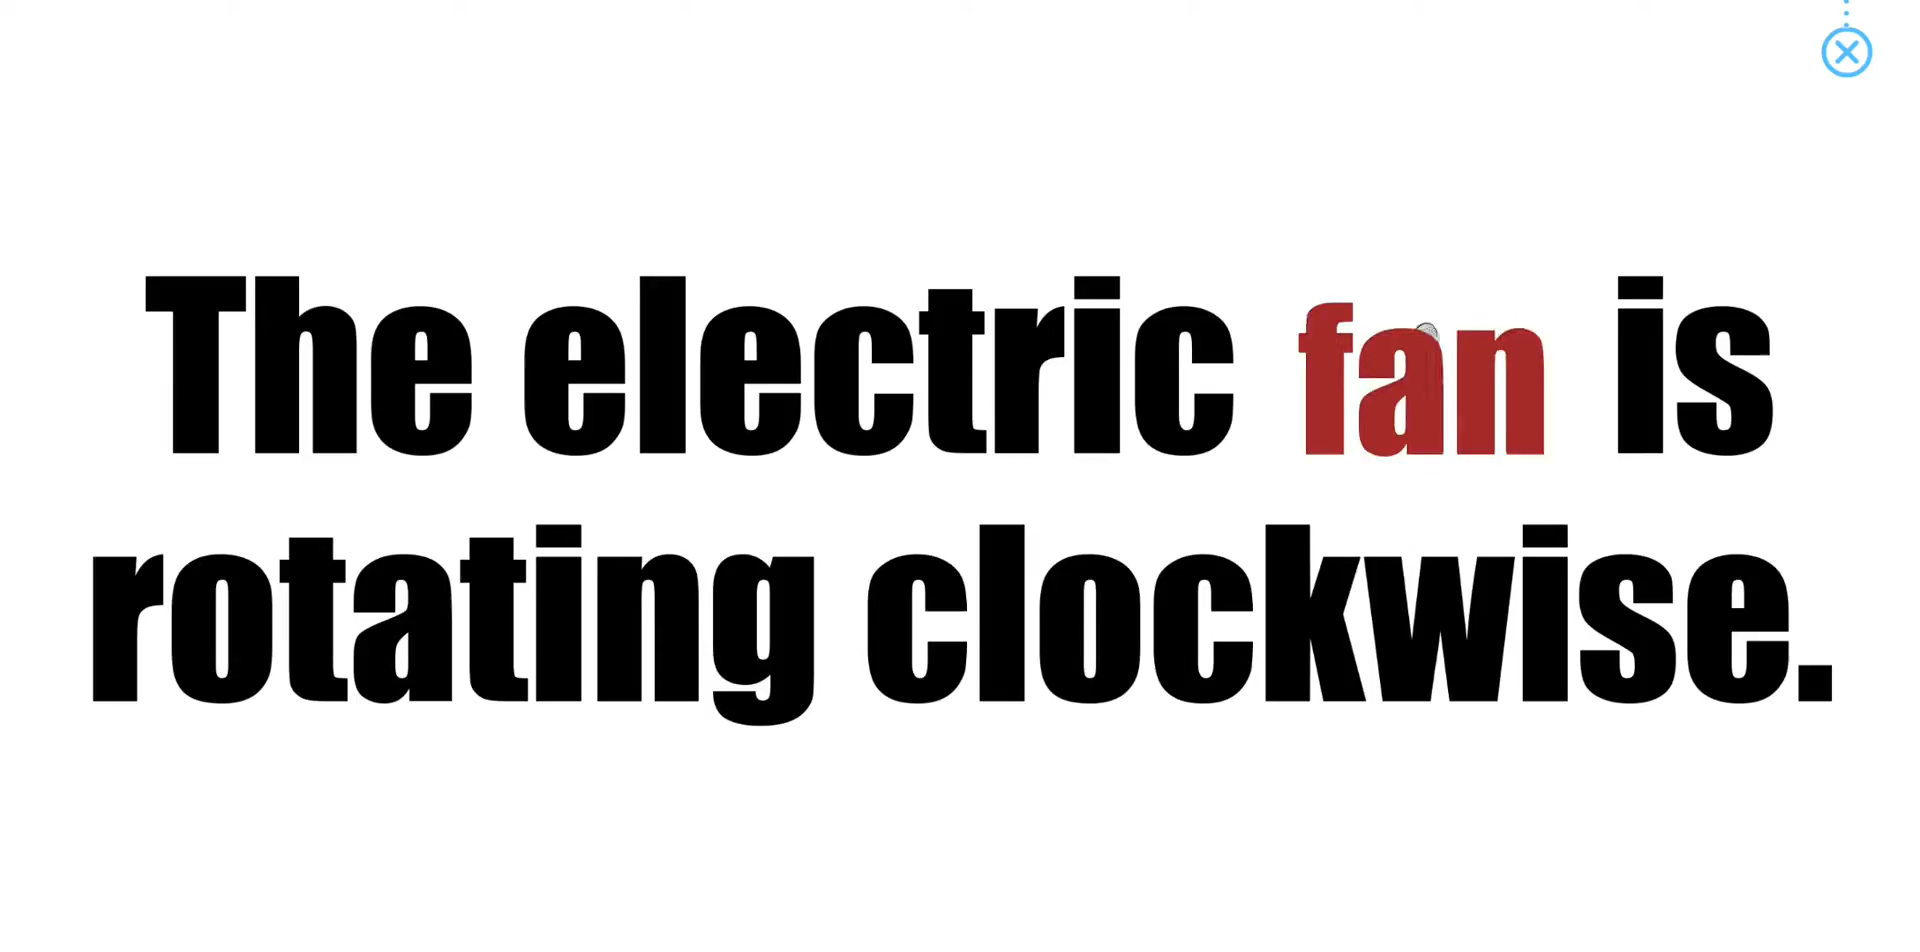 The electric fan is
rotating clockwise.